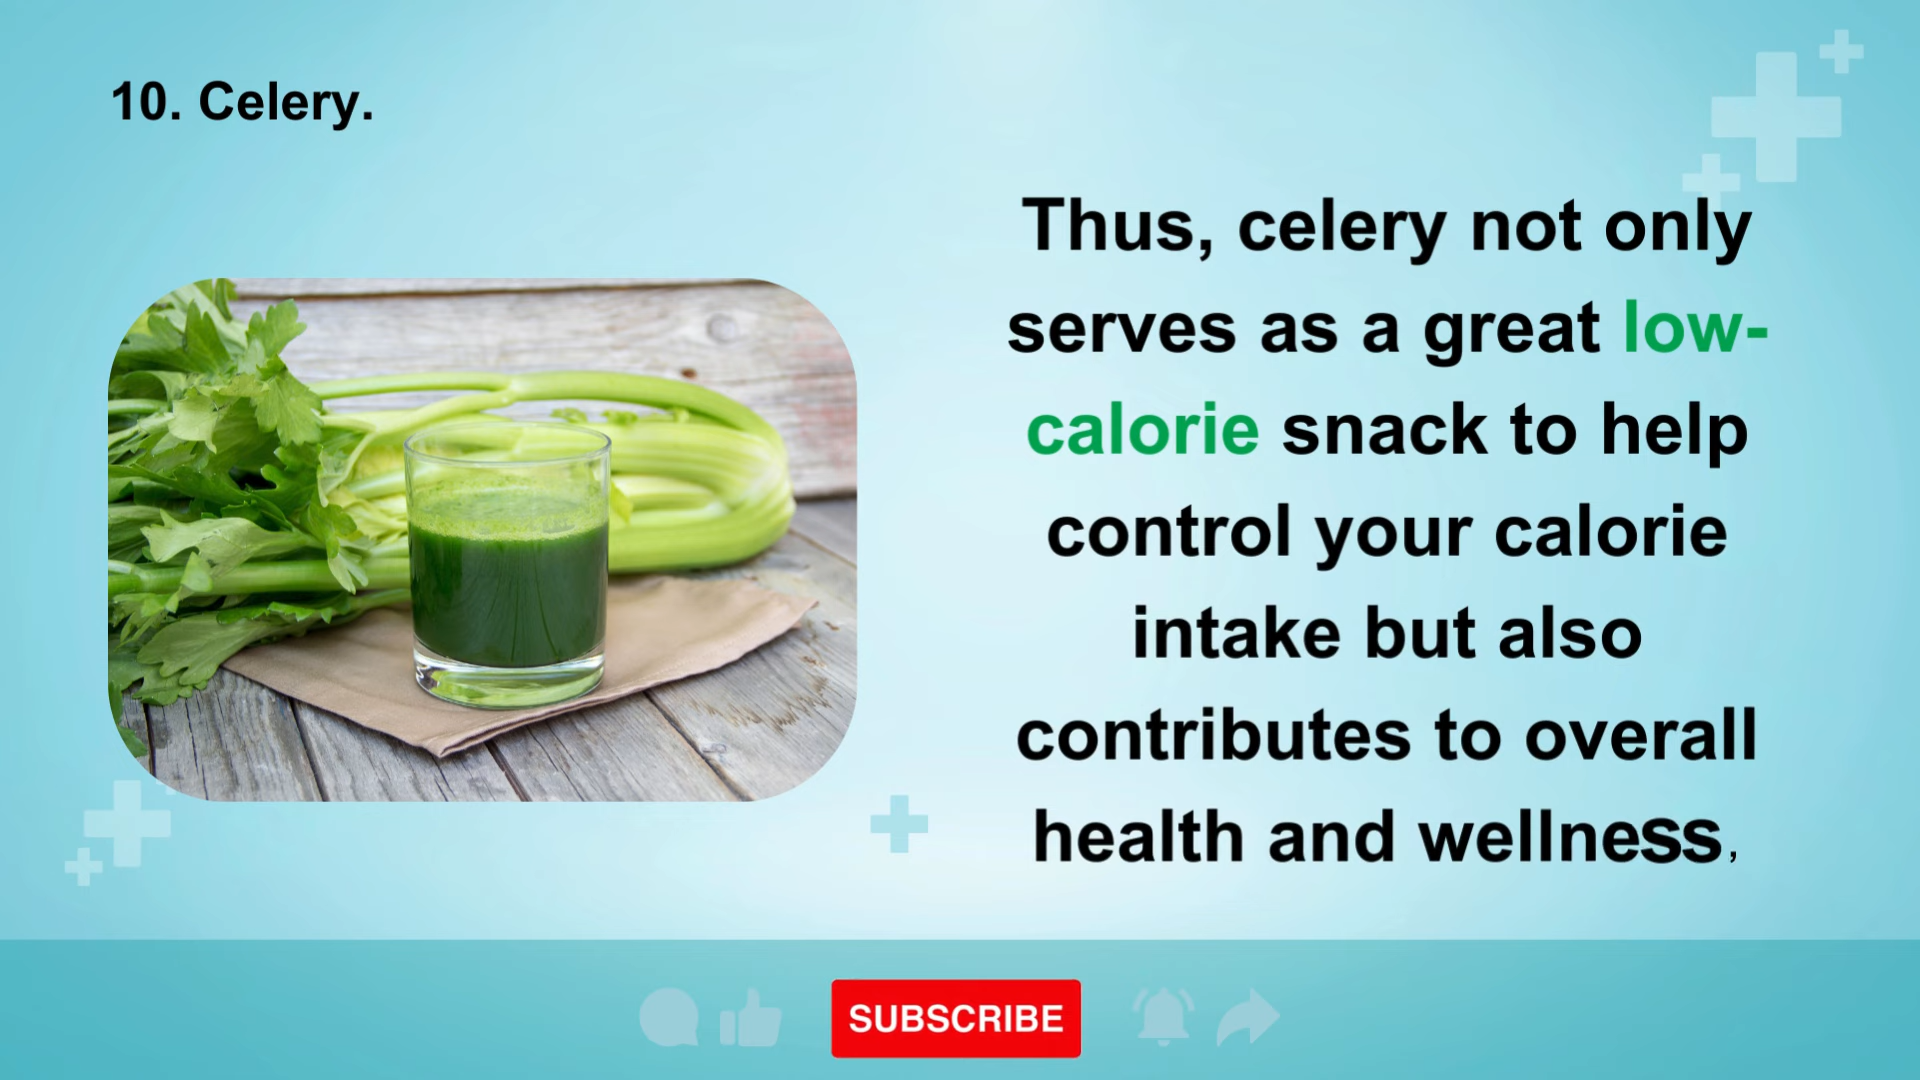 10. Celery.
Thus, celery not only
serves as a great low-
calorie snack to help
control your calorie
intake but also
contributes to overall
health and wellness,
SUBSCRIBE